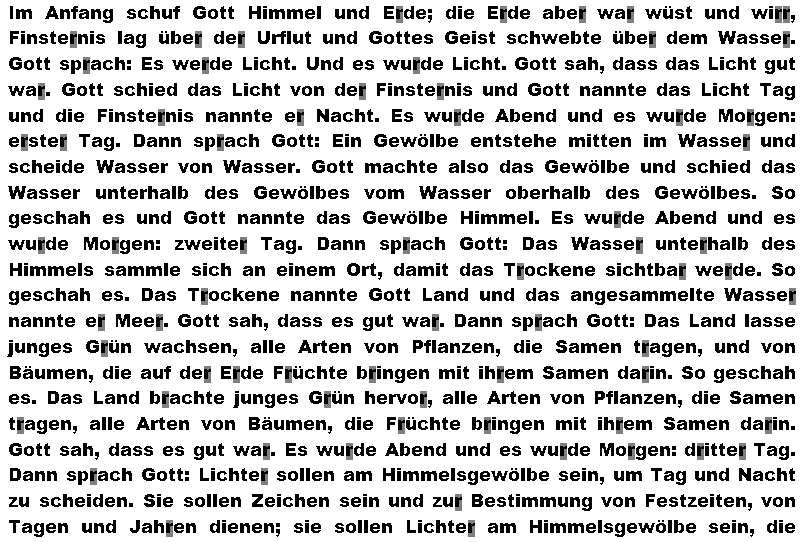 Im Anfang schuf Gott Himmel und Erde; die Erde aber war wüst und wirr,
Finsternis lag über der Urflut und Gottes Geist schwebte über dem Wasser.
Gott sprach: Es werde Licht. Und es wurde Licht. Gott sah, dass das Licht gut
war. Gott schied das Licht von der Finsternis und Gott nannte das Licht Tag
und die Finsternis nannte er Nacht. Es wurde Abend und es wurde Morgen:
erster Tag. Dann sprach Gott: Ein Gewölbe entstehe mitten im Wasser und
scheide Wasser von Wasser. Gott machte also das Gewölbe und schied das
Wasser unterhalb des Gewölbes vom Wasser oberhalb des Gewölbes. So
geschah es und Gott nannte das Gewölbe Himmel. Es wurde Abend und es
wurde Morgen: zweiter Tag. Dann sprach Gott: Das Wasser unterhalb des
Himmels sammle sich an einem Ort, damit das Trockene sichtbar werde. So
geschah es. Das Trockene nannte Gott Land und das angesammelte Wasser
nannte er Meer. Gott sah, dass es gut war. Dann sprach Gott: Das Land lasse
junges Grün wachsen, alle Arten von Pflanzen, die Samen tragen, und von
Bäumen, die auf der Erde Früchte bringen mit ihrem Samen darin. So geschah
es. Das Land brachte junges Grün hervor, alle Arten von Pflanzen, die Samen
tragen, alle Arten von Bäumen, die Früchte bringen mit ihrem Samen darin.
Gott sah, dass es gut war. Es wurde Abend und es wurde Morgen: dritter Tag.
Dann sprach Gott: Lichter sollen am Himmelsgewölbe sein, um Tag und Nacht
zu scheiden. Sie sollen Zeichen sein und zur Bestimmung von Festzeiten, von
Tagen und Jahren dienen; sie sollen Lichter am Himmelsgewölbe sein, die